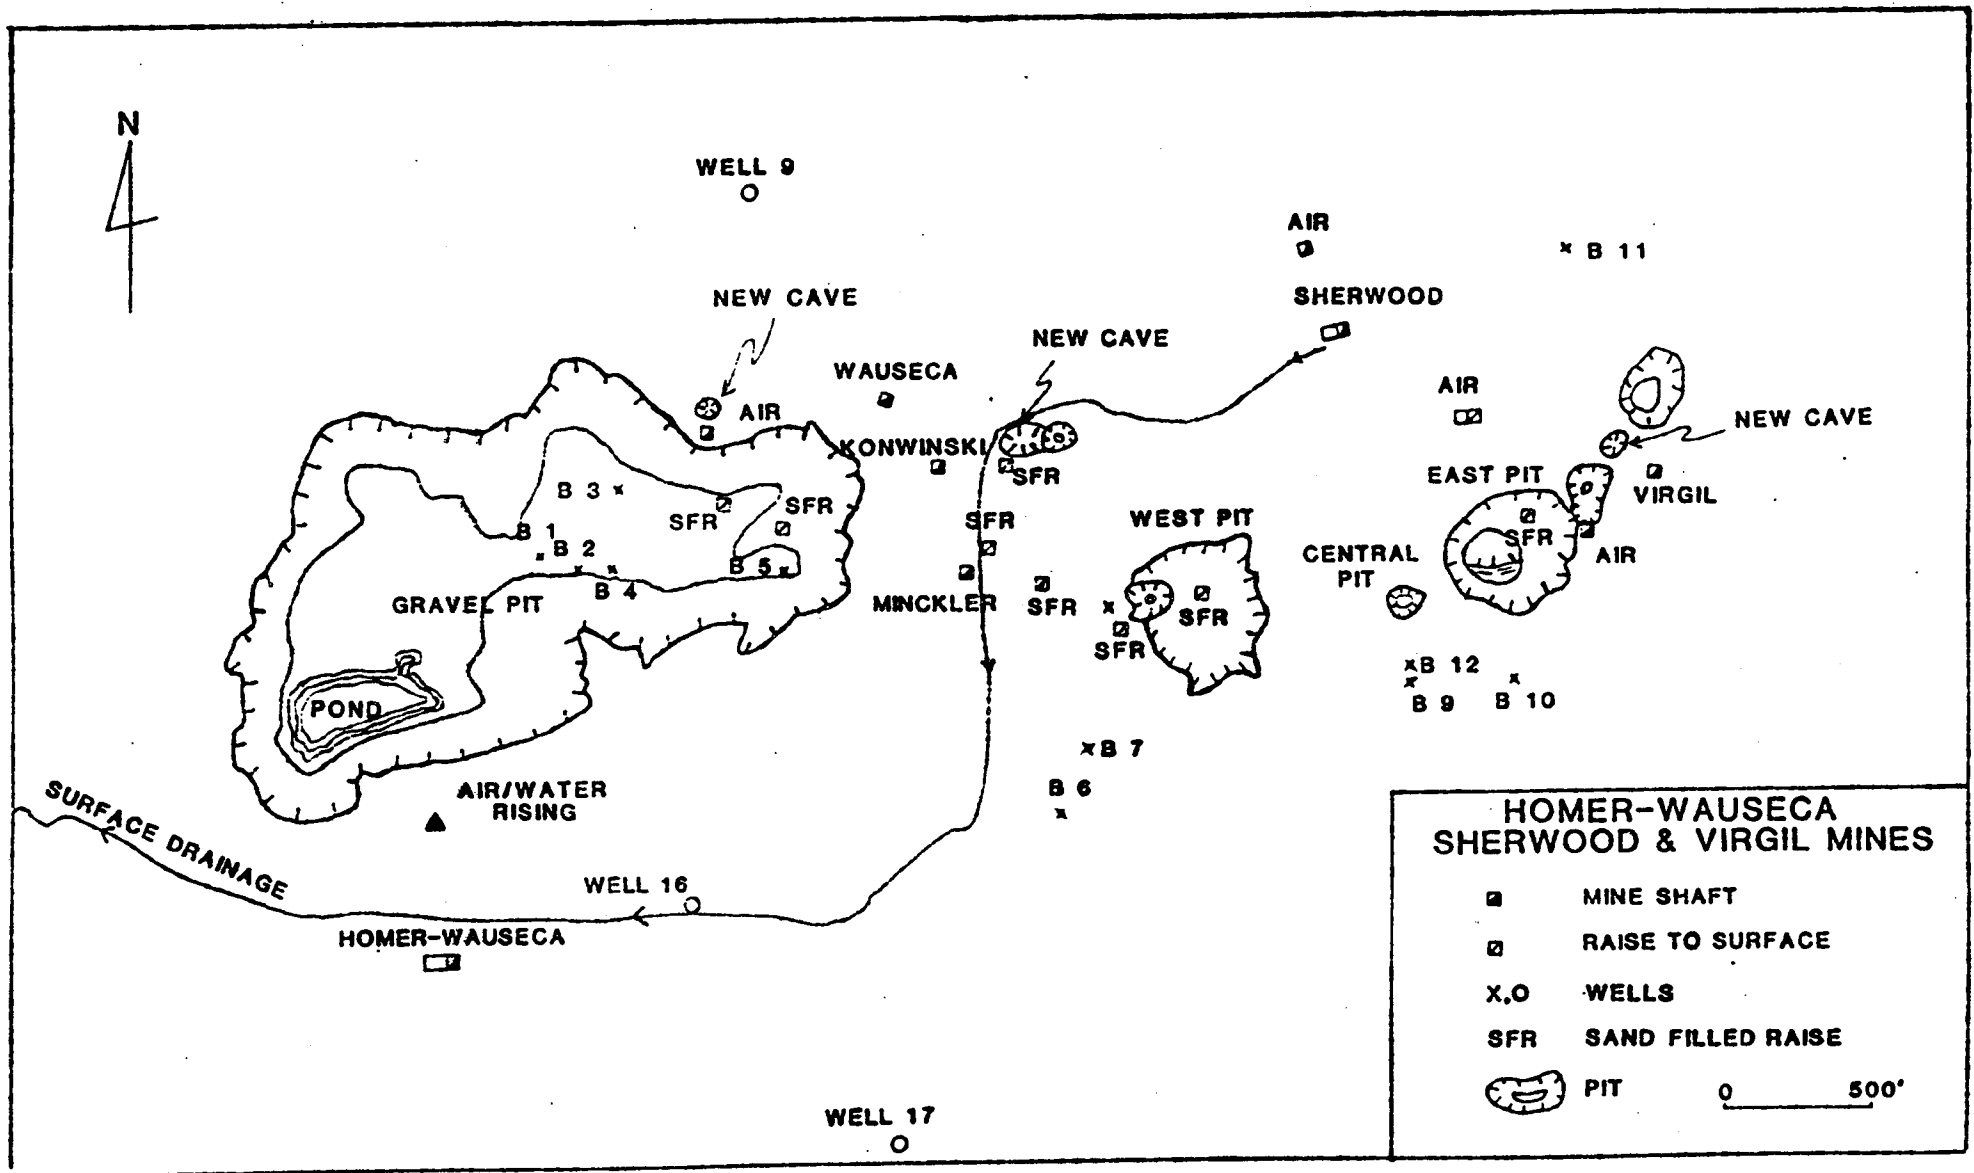 N
WELL 9
AIR
B 11
SHERWOOD
NEW CAVE
NEW CAVE
WAUSECA
AIR
AIR
NEW CAVE
KONWINSKI
SFR
EAST PIT
VIRGIL
B 3
SFR
SFR
SFR
WEST PIT
SFR
AIR
B 1
B 2
CENTRAL
PIT
B 5
B 4
GRAVEL PIT
MINCKLER
SFR
SFR
SFR
B 12
B 9
B 10
POND
B 7
B 6
AIR/WATER
RISING
SURFACE DRAINAGE
WELL 16
HOMER-WAUSECA
WELL 17
HOMER-WAUSECA
SHERWOOD & VIRGIL MINES
MINE SHAFT
RAISE TO SURFACE
X,O WELLS
SFR SAND FILLED RAISE
PIT
0 500'